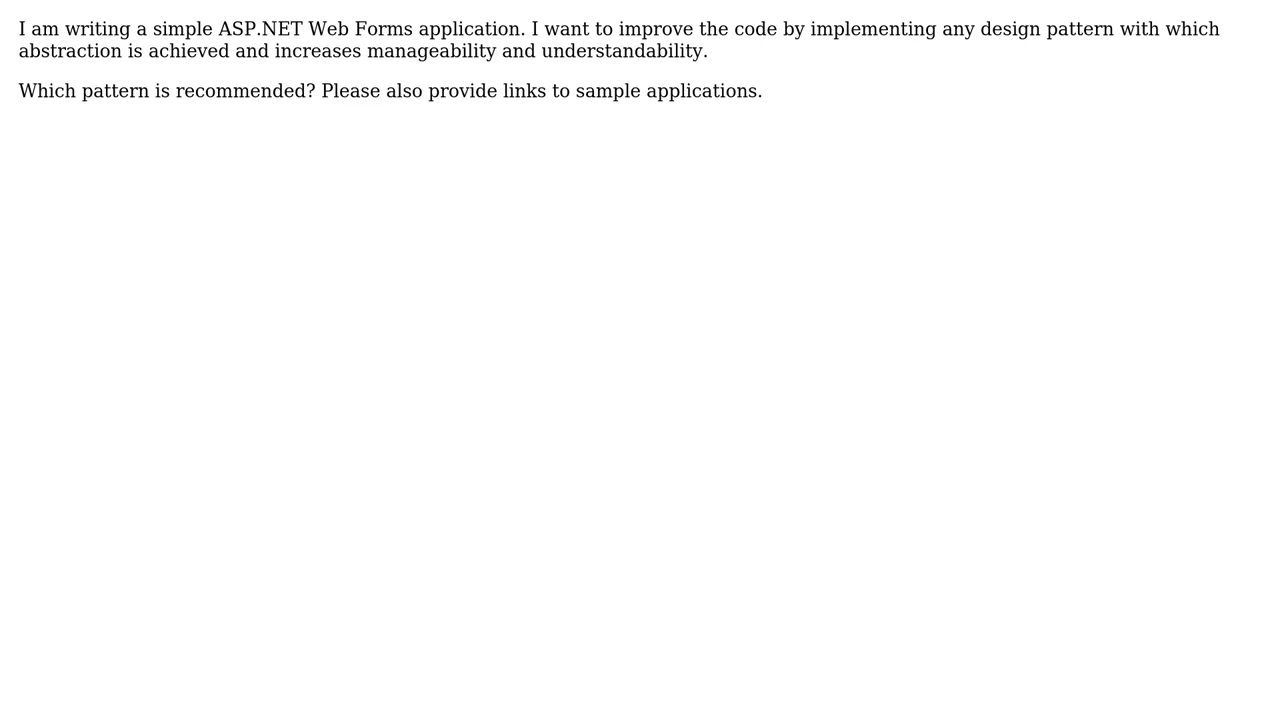 I am writing a simple ASP.NET Web Forms application. I want to improve the code by implementing any design pattern with which
abstraction is achieved and increases manageability and understandability.
Which pattern is recommended? Please also provide links to sample applications.